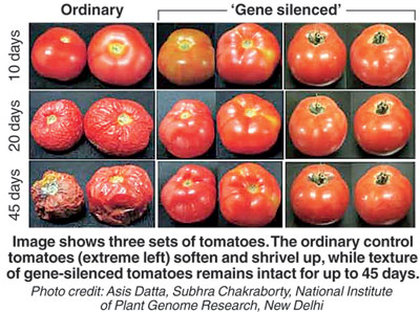 Ordinary
‘Gene silenced’
10 days
20 days
45 days
Image shows three sets of tomatoes. The ordinary control
tomatoes (extreme left) soften and shrivel up, while texture
of gene-silenced tomatoes remains intact for up to 45 days.
Photo credit: Asis Datta, Subhra Chakraborty, National Institute
of Plant Genome Research, New Delhi